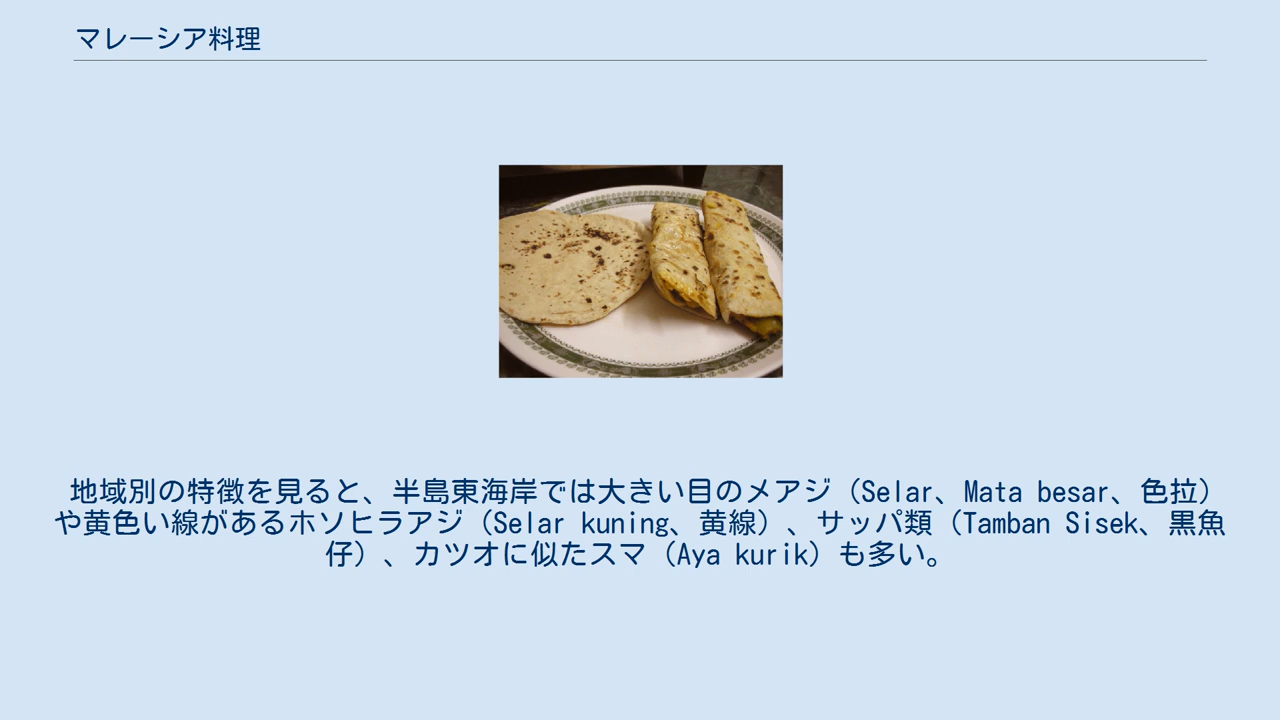 マレーシア料理
地域別の特徴を見ると、半島東海岸では大きい目のメアジ（Selar、Mata besar、色拉）
や黄色い線があるホソヒラアジ（Selar kuning、黄線）、サッパ類（Tamban Sisek、黒魚
仔）、カツオに似たスマ（Aya kurik）も多い。